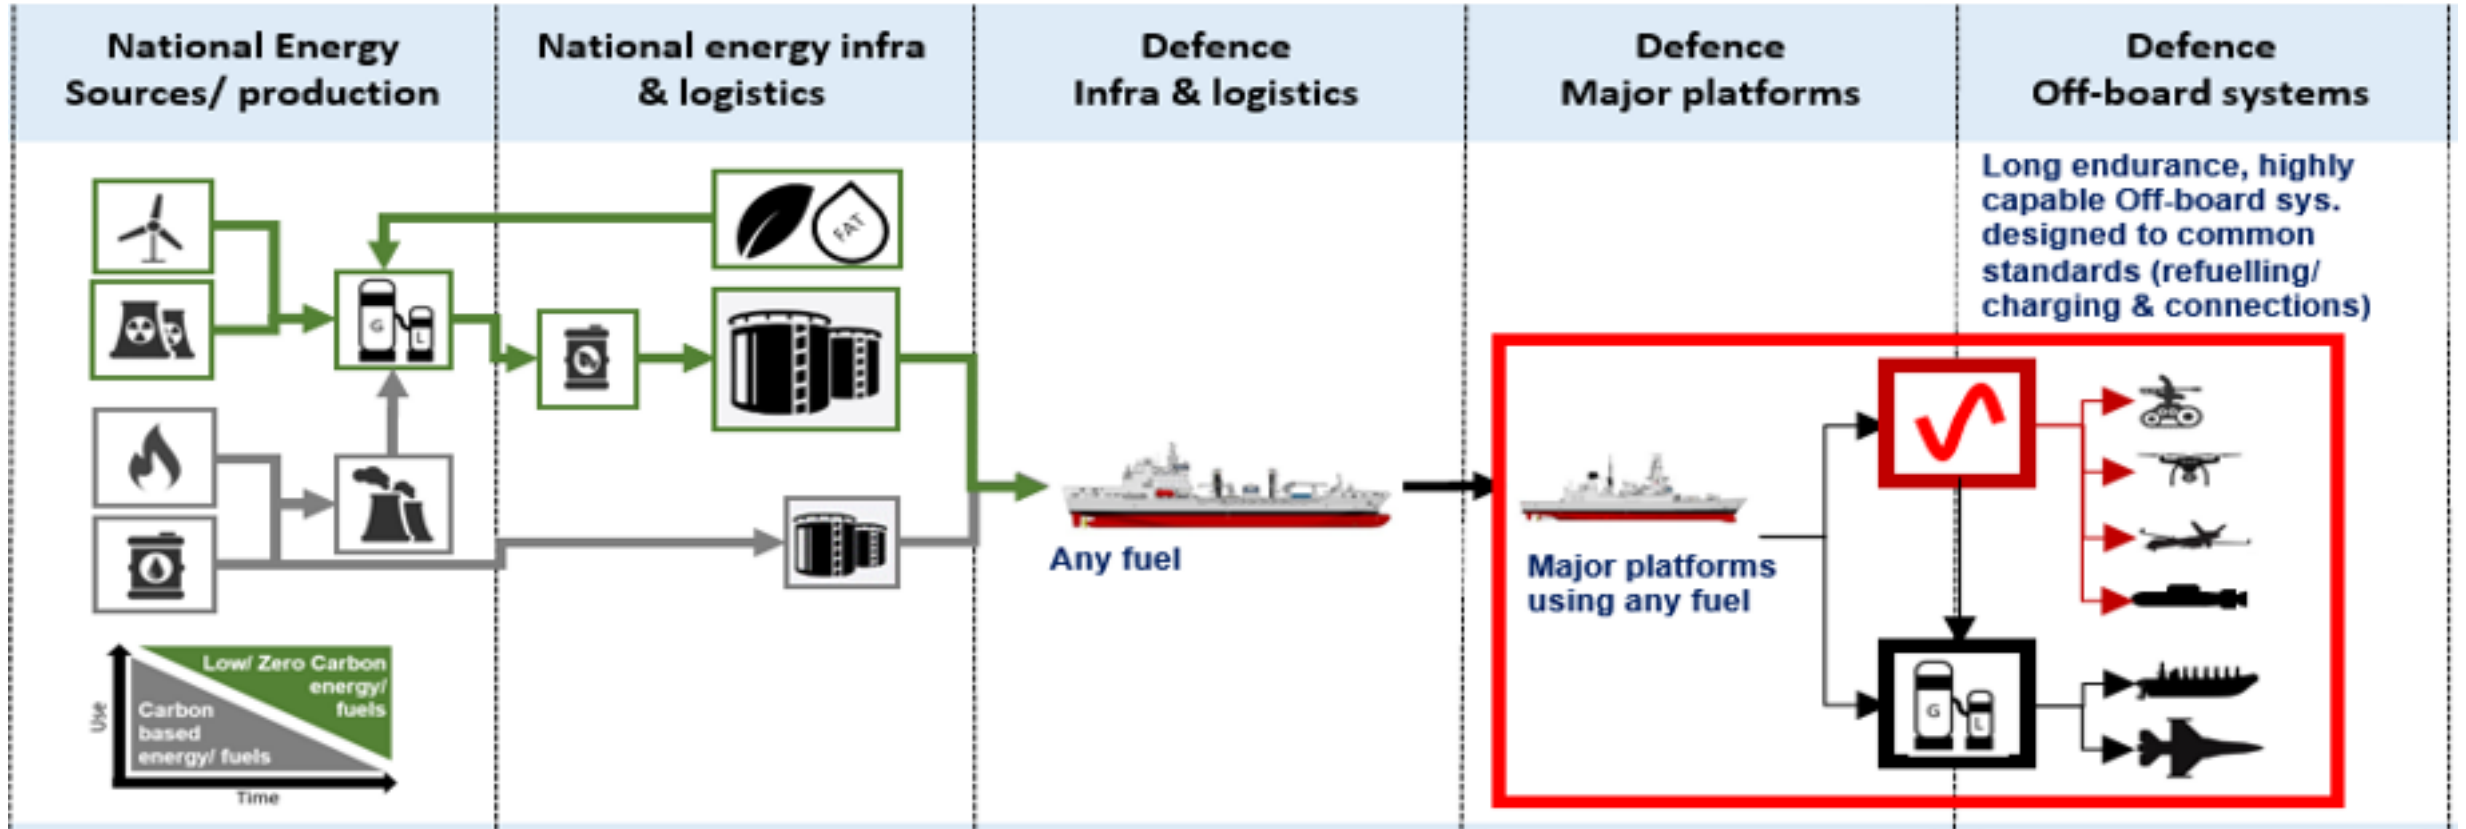 National Energy
Sources/ production
National energy infra
& logistics
Defence
Infra & logistics
Defence
Major platforms
Defence
Off-board systems
Long endurance, highly
capable Off-board sys.
designed to common
standards (refuelling/
charging & connections)
FAT
G
L
Any fuel
Major platforms
using any fuel
G
L
Low/ Zero Carbon
energy/
fuels
Carbon
based
energy/ fuels
Use
Time